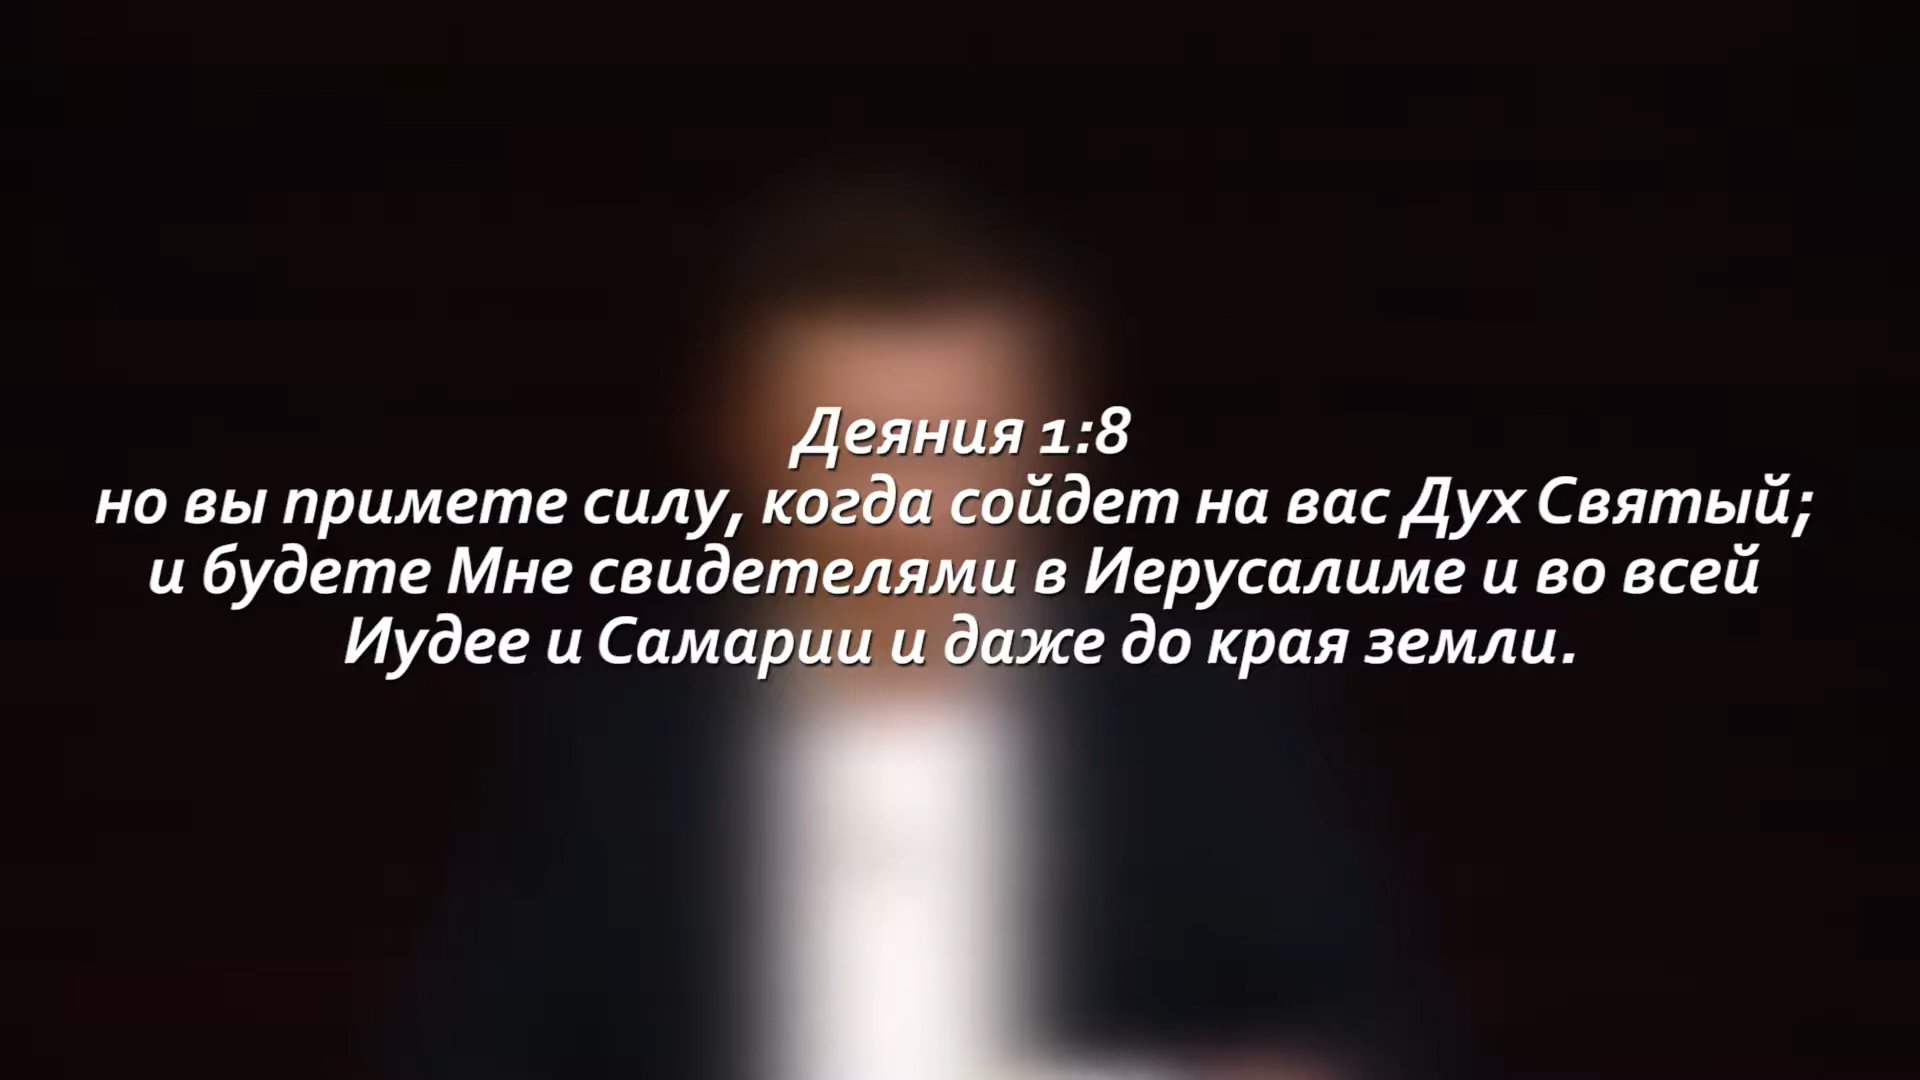 Деяния 1:8
но вы примете силу, когда сойдет на вас Дух Святый;
и будете Мне свидетелями в Иерусалиме и во всей
Иудее и Самарии и даже до края земли.